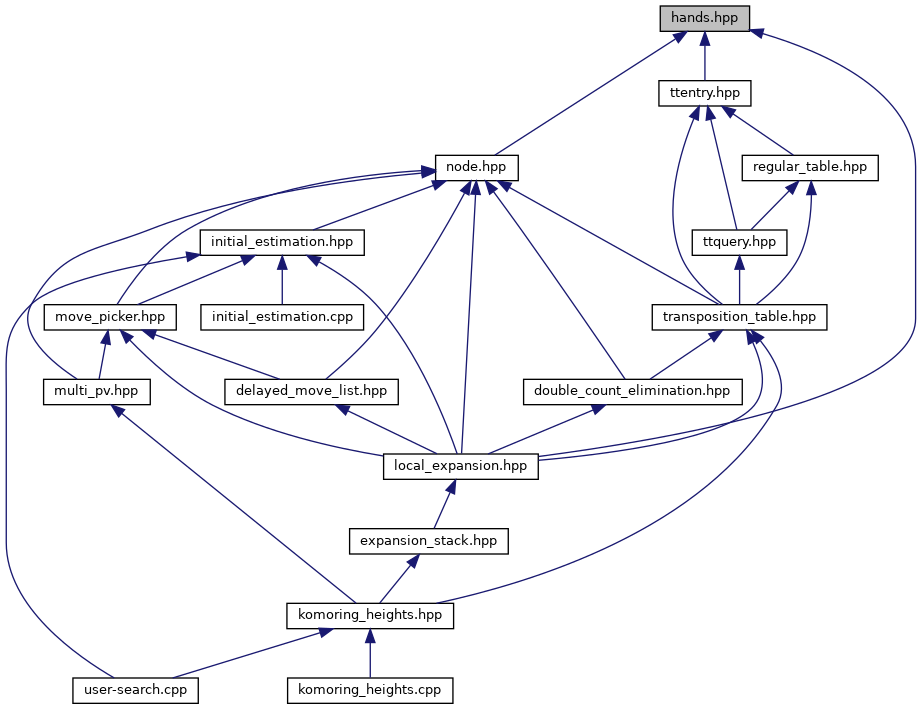 hands.hpp
ttentry.hpp
node.hpp
regular_table.hpp
initial_estimation.hpp
ttquery.hpp
move_picker.hpp
initial_estimation.cpp
transposition_table.hpp
multi_pv.hpp
delayed_move_list.hpp
double_count_elimination.hpp
local_expansion.hpp
expansion_stack.hpp
komoring_heights.hpp
user-search.cpp
komoring_heights.cpp